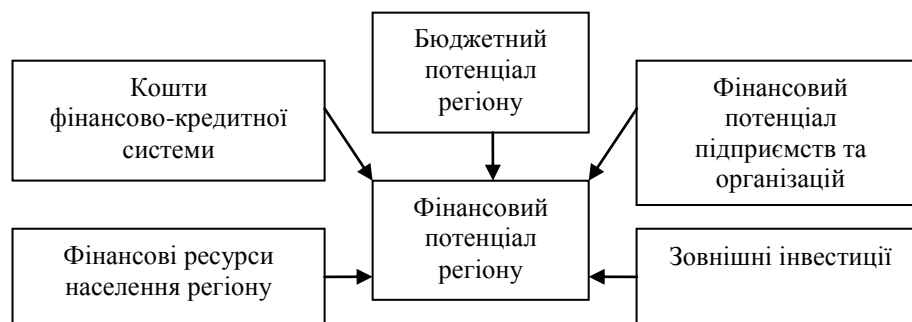 Бюджетний
потенціал
регіону
Кошти
фінансово-кредитної
системи
Фінансовий
потенціал
підприємств та
організацій
Фінансовий
потенціал
регіону
Фінансові ресурси
населення регіону
Зовнішні інвестиції